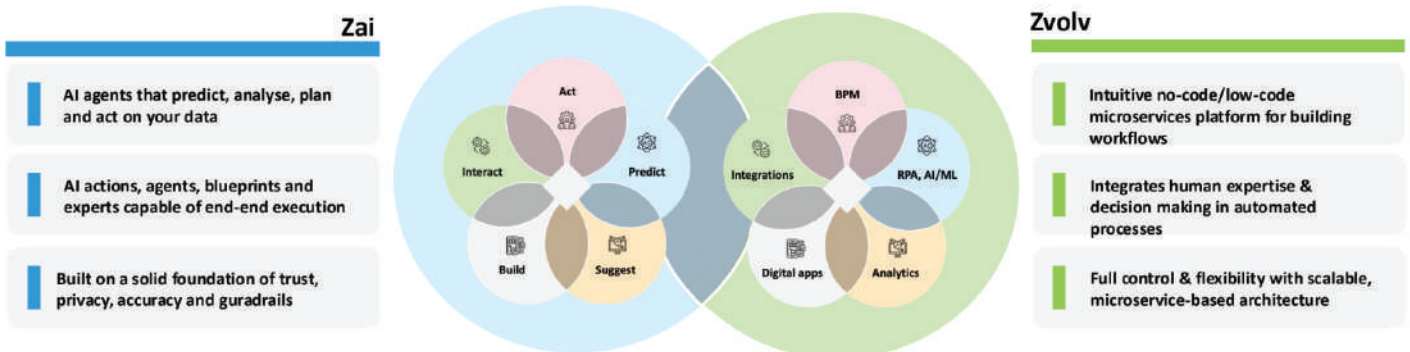 Zai
AI agents that predict, analyse, plan
and act on your data
AI actions, agents, blueprints and
experts capable of end-end execution
Built on a solid foundation of trust,
privacy, accuracy and guradrails
Act
Interact
Predict
Build
Suggest
BPM
Integrations
RPA, AI/ML
Digital apps
Analytics
Zvolv
Intuitive no-code/low-code
microservices platform for building
workflows
Integrates human expertise &
decision making in automated
processes
Full control & flexibility with scalable,
microservice-based architecture